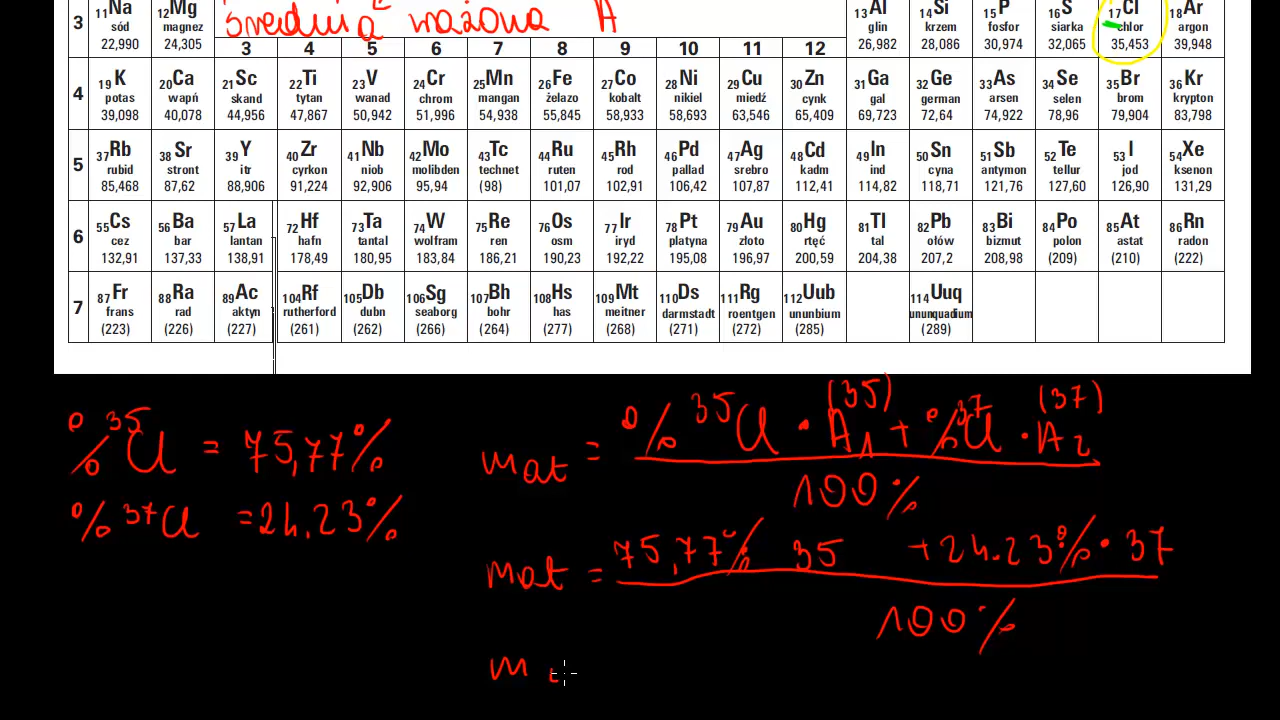 średnia ważona A
3 11Na 12Mg 13Al 14Si 15P 16S 17Cl 18Ar
sód magnez glin krzem fosfor siarka chlor argon
22,990 24,305 26,982 28,086 30,974 32,065 35,453 39,948
3 4 5 6 7 8 9 10 11 12
4 19K 20Ca 21Sc 22Ti 23V 24Cr 25Mn 26Fe 27Co 28Ni 29Cu 30Zn 31Ga 32Ge 33As 34Se 35Br 36Kr
potas wapń skand tytan wanad chrom mangan żelazo kobalt nikiel miedź cynk gal german arsen selen brom krypton
39,098 40,078 44,956 47,867 50,942 51,996 54,938 55,845 58,933 58,693 63,546 65,409 69,723 72,64 74,922 78,96 79,904 83,798
5 37Rb 38Sr 39Y 40Zr 41Nb 42Mo 43Tc 44Ru 45Rh 46Pd 47Ag 48Cd 49In 50Sn 51Sb 52Te 53I 54Xe
rubid stront itr cyrkon niob molibden technet ruten rod pallad srebro kadm ind cyna antymon tellur jod ksenon
85,468 87,62 88,906 91,224 92,906 95,94 (98) 101,07 102,91 106,42 107,87 112,41 114,82 118,71 121,76 127,60 126,90 131,29
6 55Cs 56Ba 57La 72Hf 73Ta 74W 75Re 76Os 77Ir 78Pt 79Au 80Hg 81Tl 82Pb 83Bi 84Po 85At 86Rn
cez bar lantan hafn tantal wolfram ren osm iryd platyna złoto rtęć tal ołów bizmut polon astat radon
132,91 137,33 138,91 178,49 180,95 183,84 186,21 190,23 192,22 195,08 196,97 200,59 204,38 207,2 208,98 (209) (210) (222)
7 87Fr 88Ra 89Ac 104Rf 105Db 106Sg 107Bh 108Hs 109Mt 110Ds 111Rg 112Uub 114Uuq
frans rad aktyn rutherford dubn seaborg bohr has meitner darmstadt roentgen ununbium ununquadium
(223) (226) (227) (261) (262) (266) (264) (277) (268) (271) (272) (285) (289)
% 35Cl = 75,77%
% 37Cl = 24.23%
(35) (37)
mat = % 35Cl • A1 + % 37Cl • A2
100%
mat = 75,77% 35 + 24.23% • 37
100%
m